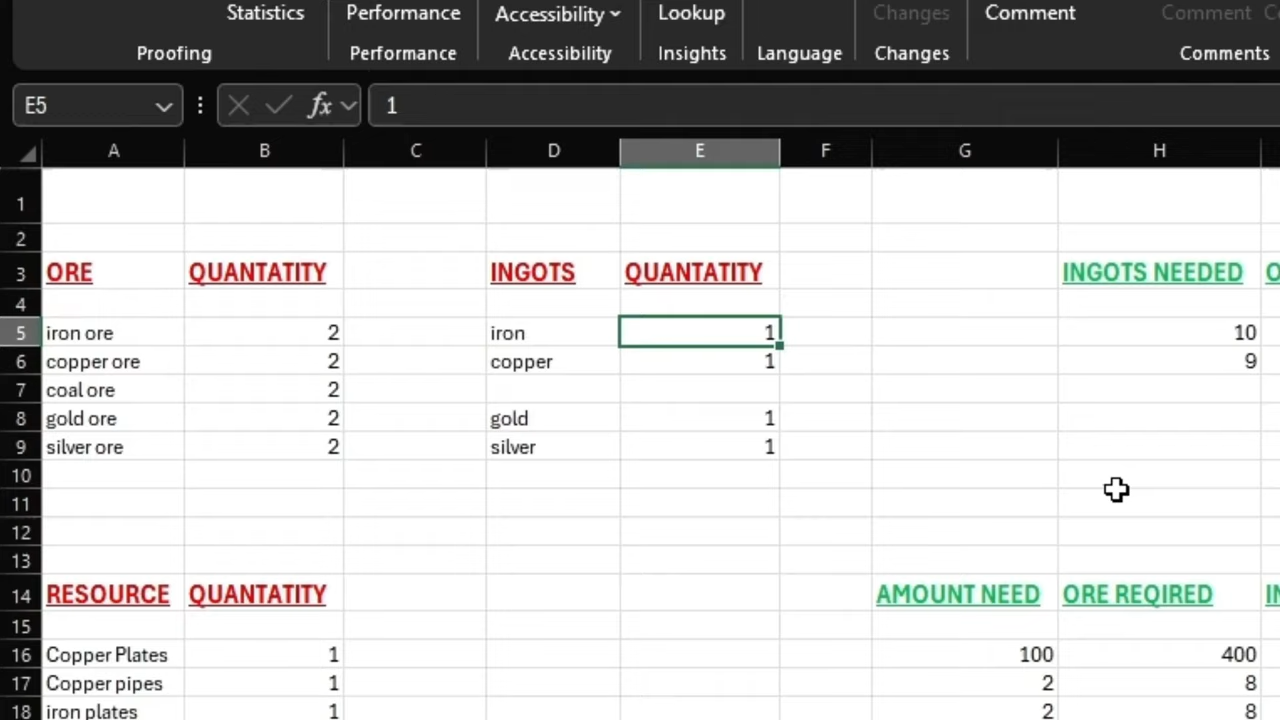 Statistics Performance Accessibility Lookup Changes Comment Comment Co
Proofing Performance Accessibility Insights Language Changes Comments
E5 fx 1
A B C D E F G H
1
2
3 ORE QUANTATITY INGOTS QUANTATITY INGOTS NEEDED O
4
5 iron ore 2 iron 1 10
6 copper ore 2 copper 1 9
7 coal ore 2
8 gold ore 2 gold 1
9 silver ore 2 silver 1
10
11
12
13
14 RESOURCE QUANTATITY AMOUNT NEED ORE REQIRED IN
15
16 Copper Plates 1 100 400
17 Copper pipes 1 2 8
18 iron plates 1 2 8